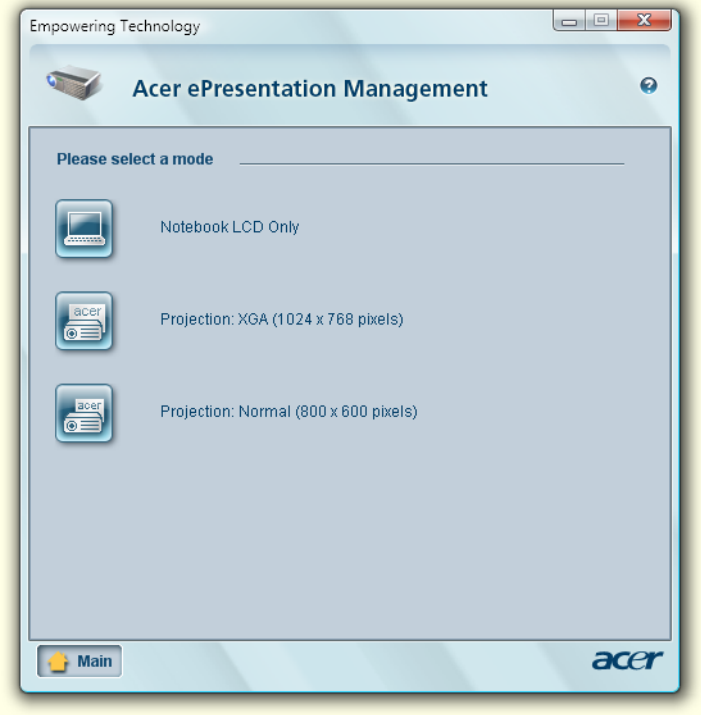 Empowering Technology
Acer ePresentation Management
Please select a mode
Notebook LCD Only
acer
Projection: XGA (1024 x 768 pixels)
acer
Projection: Normal (800 x 600 pixels)
Main
acer